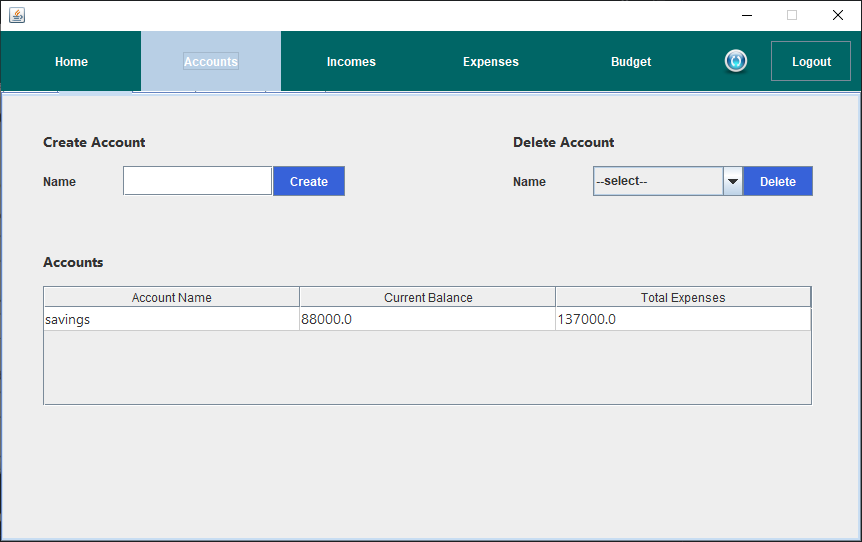 Home Accounts Incomes Expenses Budget Logout
Create Account Delete Account
Name Create Name --select-- Delete
Accounts
Account Name Current Balance Total Expenses
savings 88000.0 137000.0